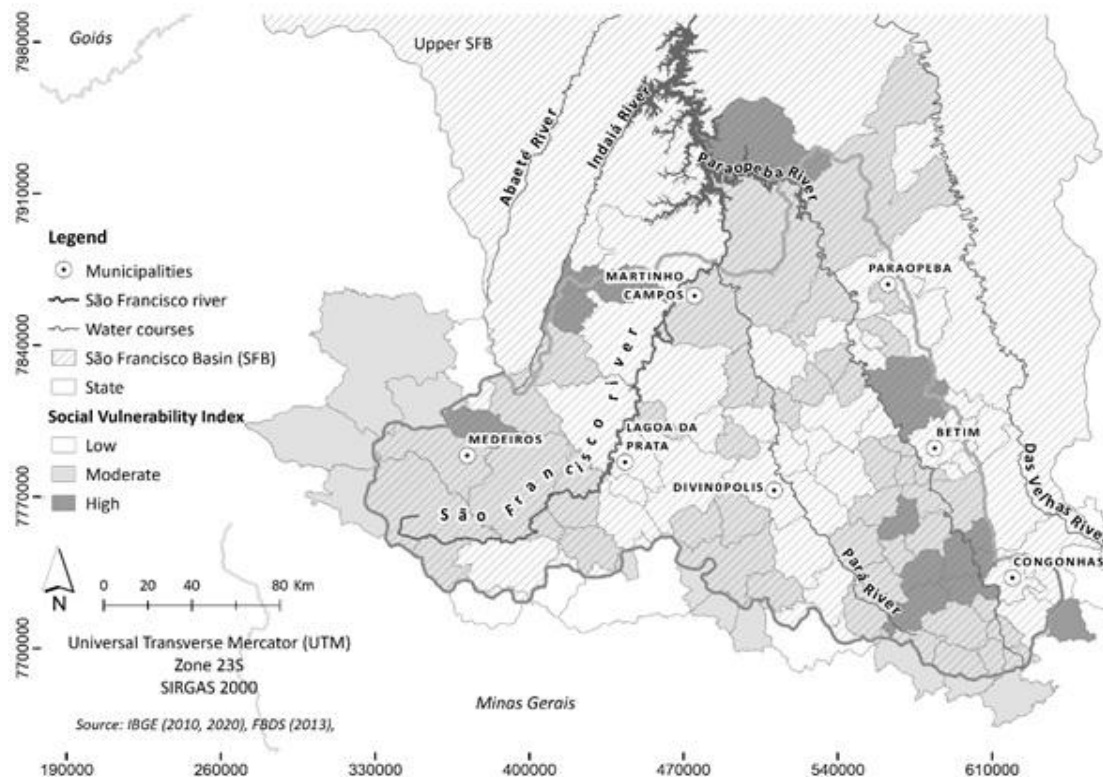 Goiás
Upper SFB
Abaeté River
Indaiá River
Paraopeba River
Legend
Municipalities
São Francisco river
Water courses
São Francisco Basin (SFB)
State
Social Vulnerability Index
Low
Moderate
High
MARTINHO
CAMPOS
PARAOPEBA
São Francisco river
MEDEIROS
LAGOA DA
PRATA
BETIM
DIVINÓPOLIS
Das Velhas River
Pará River
CONGONHAS
N
0 20 40 80 Km
Universal Transverse Mercator (UTM)
Zone 23S
SIRGAS 2000
Source: IBGE (2010, 2020), FBDS (2013),
Minas Gerais
7980000
7910000
7840000
7770000
7700000
190000 260000 330000 400000 470000 540000 610000